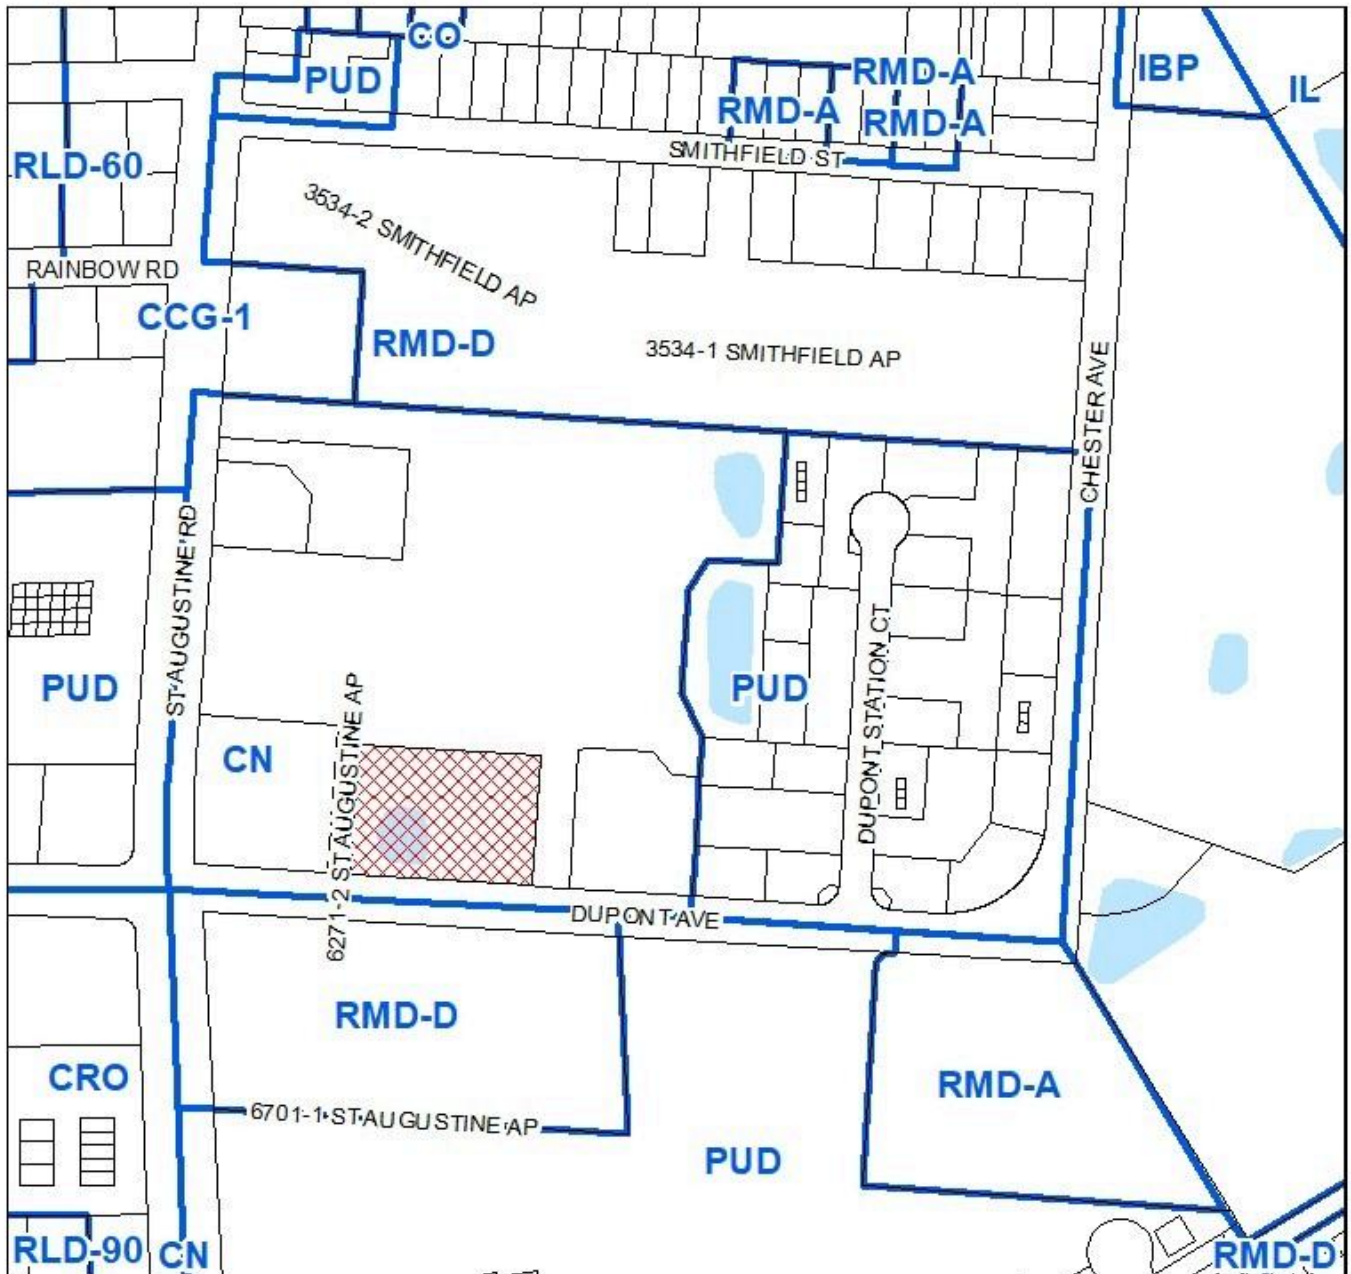 CO
PUD
RMD-A
IBP
IL
RMD-A
RMD-A
SMITHFIELD ST
RLD-60
3534-2 SMITHFIELD AP
RAINBOW RD
CCG-1
RMD-D
3534-1 SMITHFIELD AP
CHESTER AVE
ST AUGUSTINE RD
DUPONT STATION CT
PUD
PUD
CN
6271-2 ST AUGUSTINE AP
DUPONT AVE
RMD-D
CRO
RMD-A
6701-1 ST AUGUSTINE AP
PUD
RLD-90
CN
RMD-D